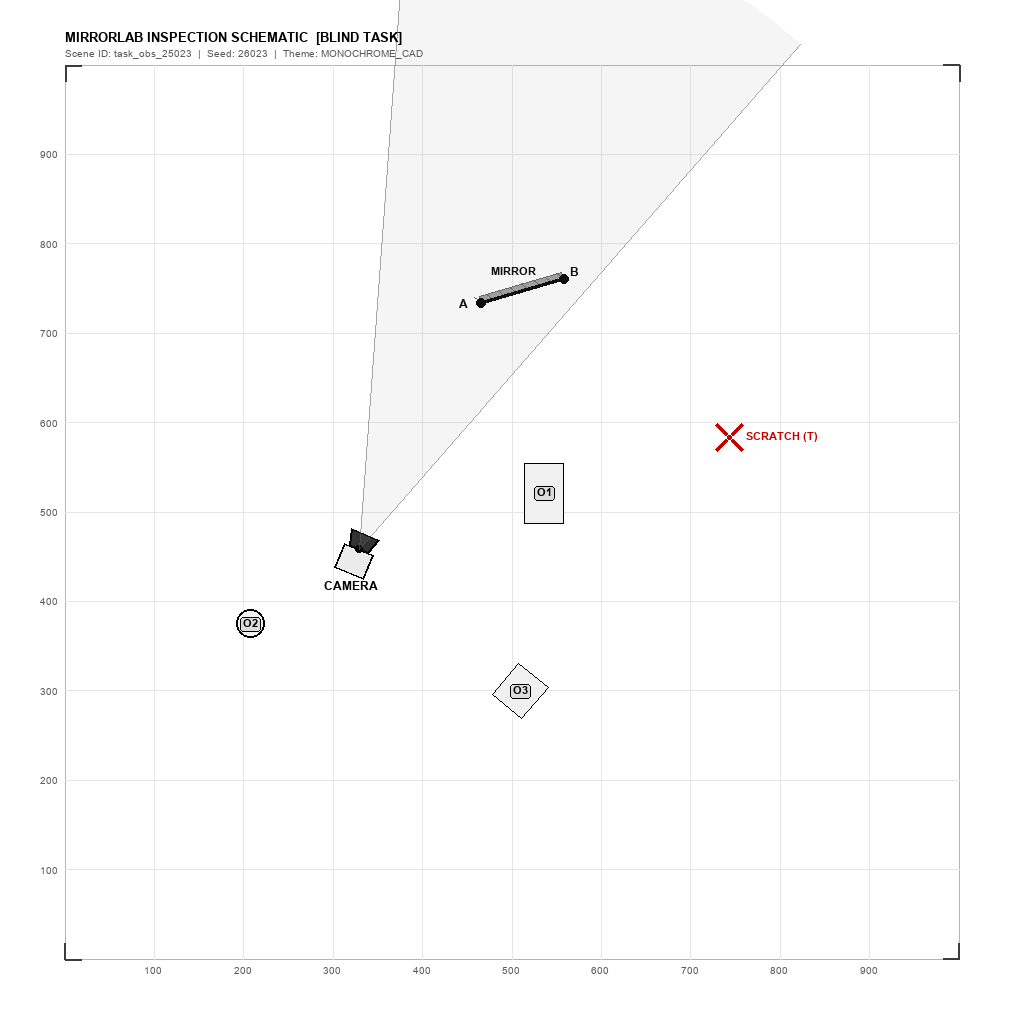 MIRRORLAB INSPECTION SCHEMATIC [BLIND TASK]
Scene ID: task_obs_25023 | Seed: 26023 | Theme: MONOCHROME_CAD
900
800
MIRROR
B
A
700
600
SCRATCH (T)
O1
500
CAMERA
400
O2
O3
300
200
100
100 200 300 400 500 600 700 800 900